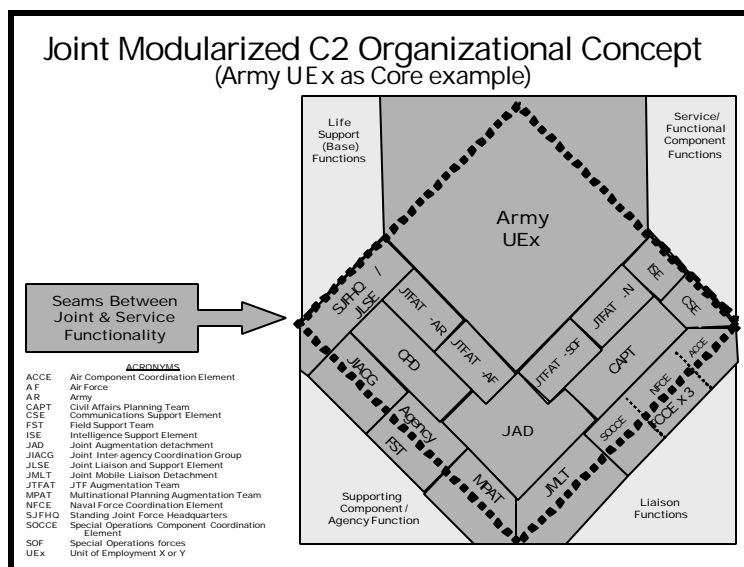 Joint Modularized C2 Organizational Concept
(Army UEx as Core example)
Life
Support
(Base)
Functions
Service/
Functional
Component
Functions
Army
UEx
Seams Between
Joint & Service
Functionality
SJFHQ /
JLSE
JTFAT -AR
JTFAT -AF
JTFAT -SOF
JTFAT -N
ISE
CSE
JIACG
OPD
CAPT
ACCE
NFCE
SOCCE
CCE x 3
Agency
FST
JAD
MPAT
JMLT
Supporting
Component /
Agency Function
Liaison
Functions
ACRONYMS
ACCE Air Component Coordination Element
AF Air Force
AR Army
CAPT Civil Affairs Planning Team
CSE Communications Support Element
FST Field Support Team
ISE Intelligence Support Element
JAD Joint Augmentation detachment
JIACG Joint Inter-agency Coordination Group
JLSE Joint Liaison and Support Element
JMLT Joint Mobile Liaison Detachment
JTFAT JTF Augmentation Team
MPAT Multinational Planning Augmentation Team
NFCE Naval Force Coordination Element
SJFHQ Standing Joint Force Headquarters
SOCCE Special Operations Component Coordination
Element
SOF Special Operations forces
UEx Unit of Employment X or Y